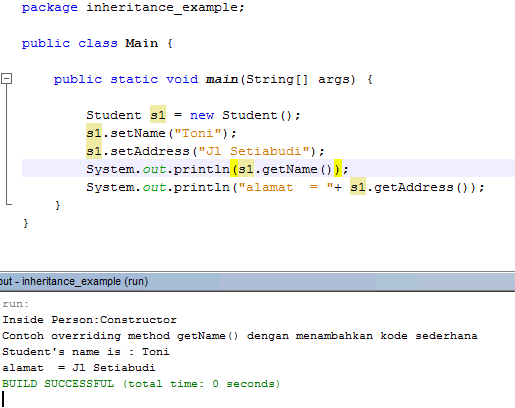 package inheritance_example;
public class Main {
public static void main(String[] args) {
Student s1 = new Student();
s1.setName("Toni");
s1.setAddress("Jl Setiabudi");
System.out.println(s1.getName());
System.out.println("alamat  = "+ s1.getAddress());
}
}
out - inheritance_example (run)
run:
Inside Person:Constructor
Contoh overriding method getName() dengan menambahkan kode sederhana
Student's name is : Toni
alamat  = Jl Setiabudi
BUILD SUCCESSFUL (total time: 0 seconds)